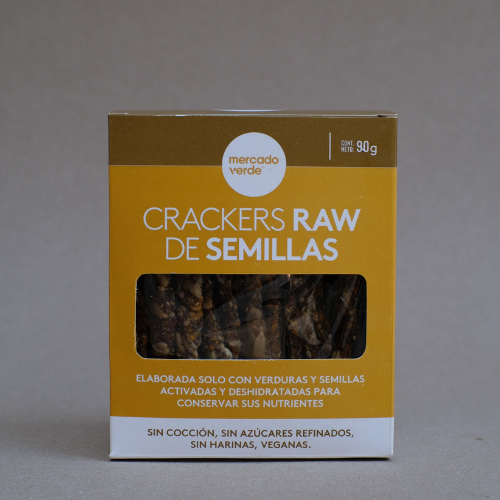 mercado
verde™
CONT.
NETO: 90g
CRACKERS RAW
DE SEMILLAS
ELABORADA SOLO CON VERDURAS Y SEMILLAS
ACTIVADAS Y DESHIDRATADAS PARA
CONSERVAR SUS NUTRIENTES
SIN COCCIÓN, SIN AZÚCARES REFINADOS,
SIN HARINAS, VEGANAS.